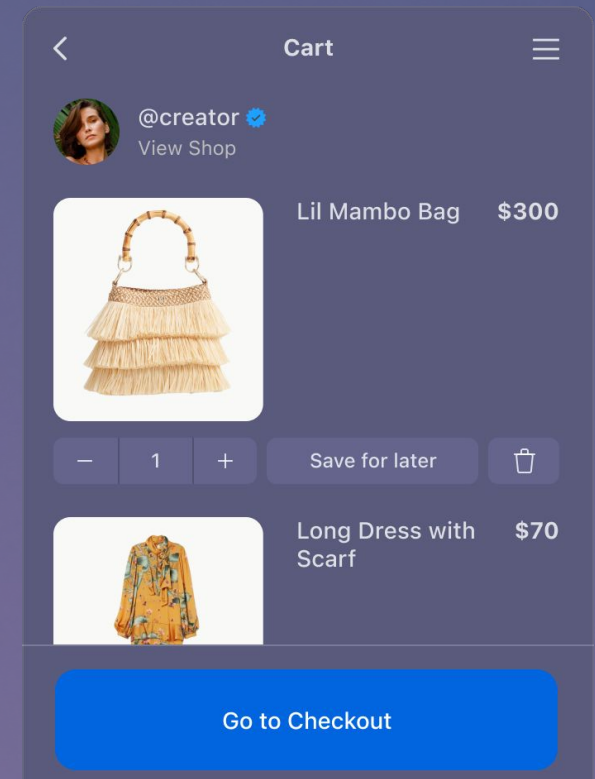 Cart
@creator
View Shop
Lil Mambo Bag $300
1
Save for later
Long Dress with $70
Scarf
Go to Checkout